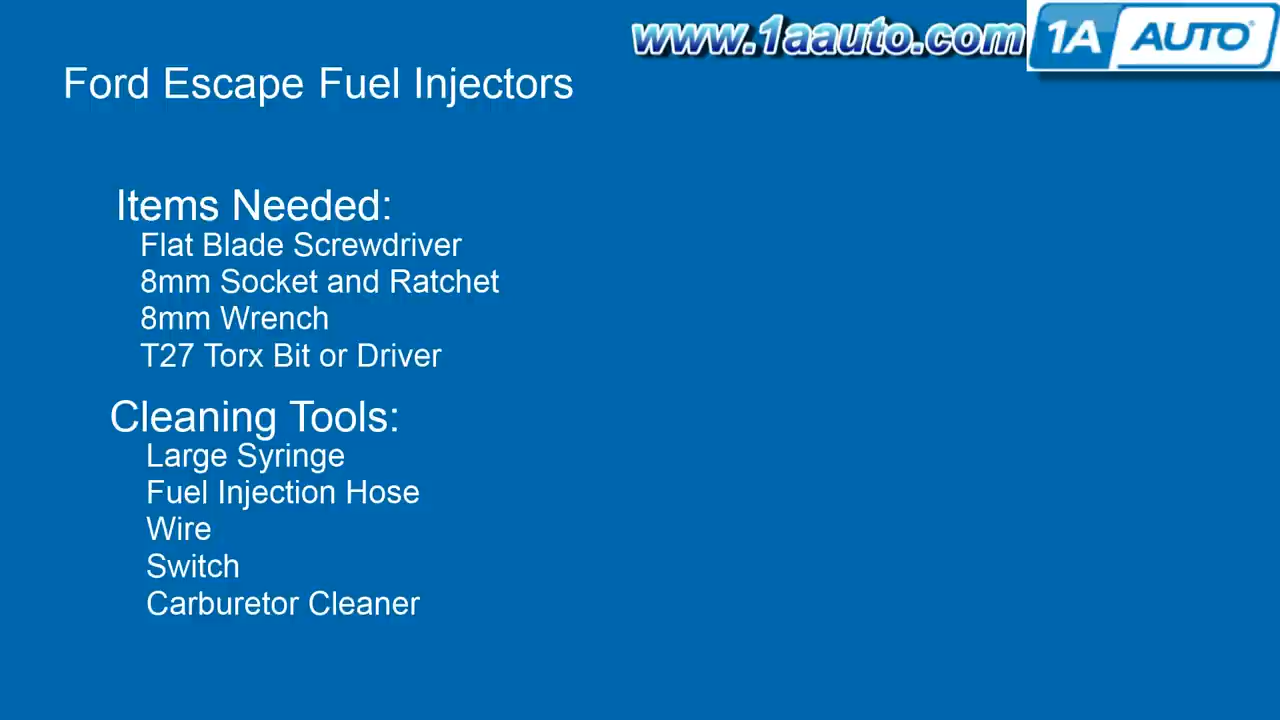 www.1aauto.com
1A AUTO
Ford Escape Fuel Injectors
Items Needed:
Flat Blade Screwdriver
8mm Socket and Ratchet
8mm Wrench
T27 Torx Bit or Driver
Cleaning Tools:
Large Syringe
Fuel Injection Hose
Wire
Switch
Carburetor Cleaner